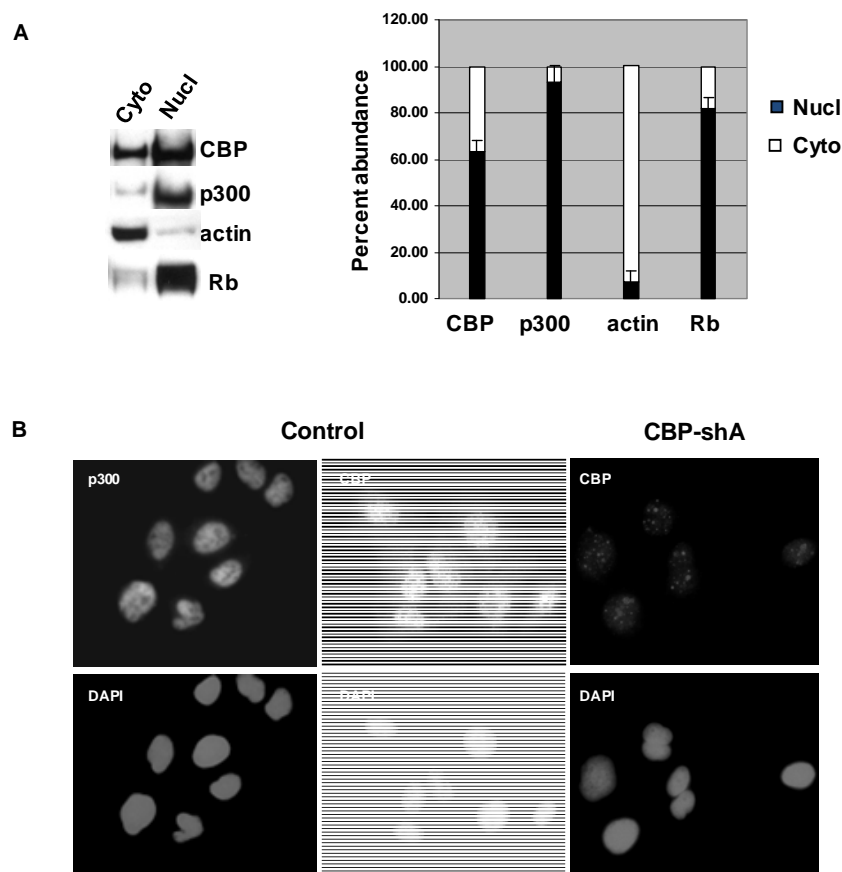 A
Cyto Nucl
CBP
p300
actin
Rb
Percent abundance
120.00
100.00
80.00
60.00
40.00
20.00
0.00
CBP p300 actin Rb
Nucl
Cyto
B
Control CBP-shA
p300 CBP CBP
DAPI DAPI DAPI